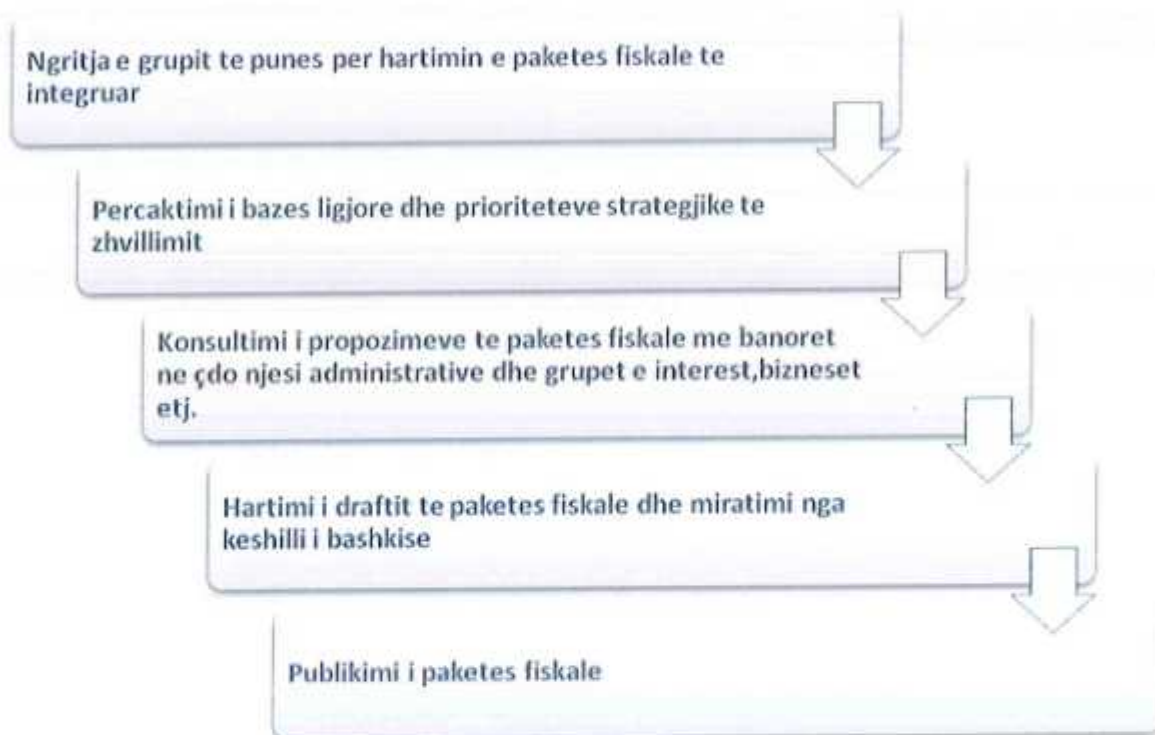 Ngritja e grupit te punes per hartimin e paketes fiskale te
integruar
Percaktimi i bazes ligjore dhe prioriteteve strategjike te
zhvillimit
Konsultimi i propozimeve te paketes fiskale me banoret
ne çdo njesi administrative dhe grupet e interest,bizneset
etj.
Hartimi i draftit te paketes fiskale dhe miratimi nga
keshilli i bashkise
Publikimi i paketes fiskale